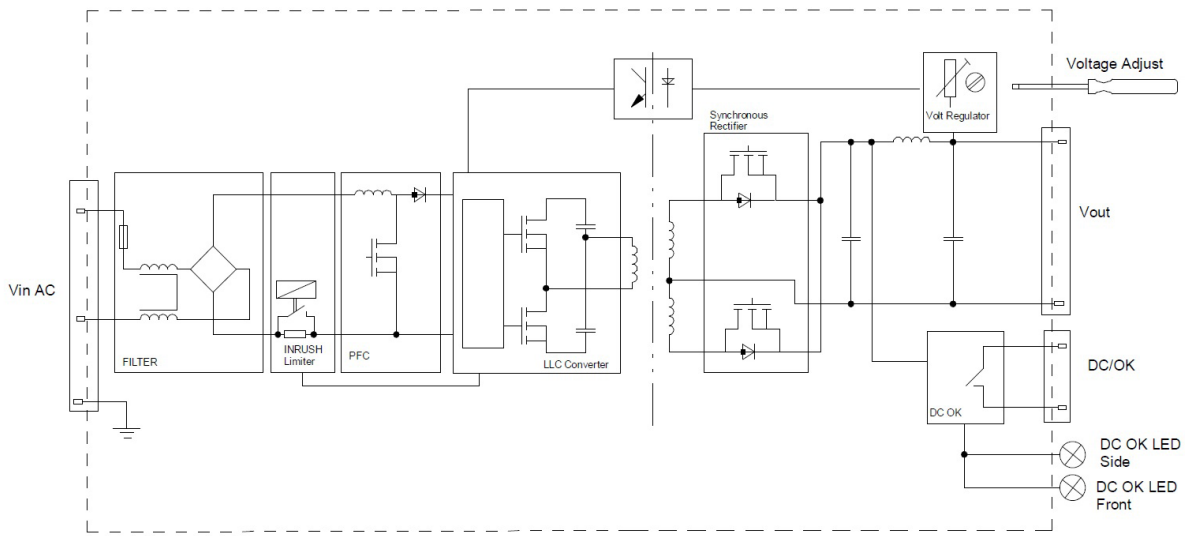 Voltage Adjust
Volt Regulator
Synchronous
Rectifier
Vout
Vin AC
FILTER
INRUSH
Limiter
PFC
LLC Converter
DC/OK
DC OK
DC OK LED
Side
DC OK LED
Front